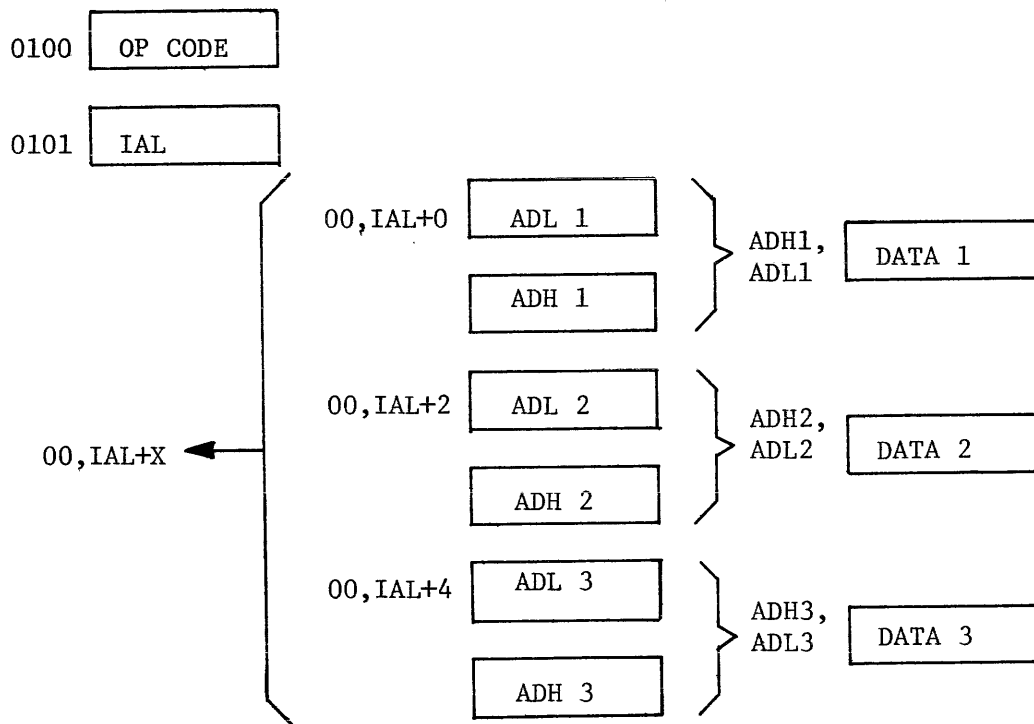 0100 OP CODE
0101 IAL
00,IAL+X
00,IAL+0 ADL 1
ADH 1
ADH1,
ADL1
DATA 1
00,IAL+2 ADL 2
ADH 2
ADH2,
ADL2
DATA 2
00,IAL+4 ADL 3
ADH 3
ADH3,
ADL3
DATA 3